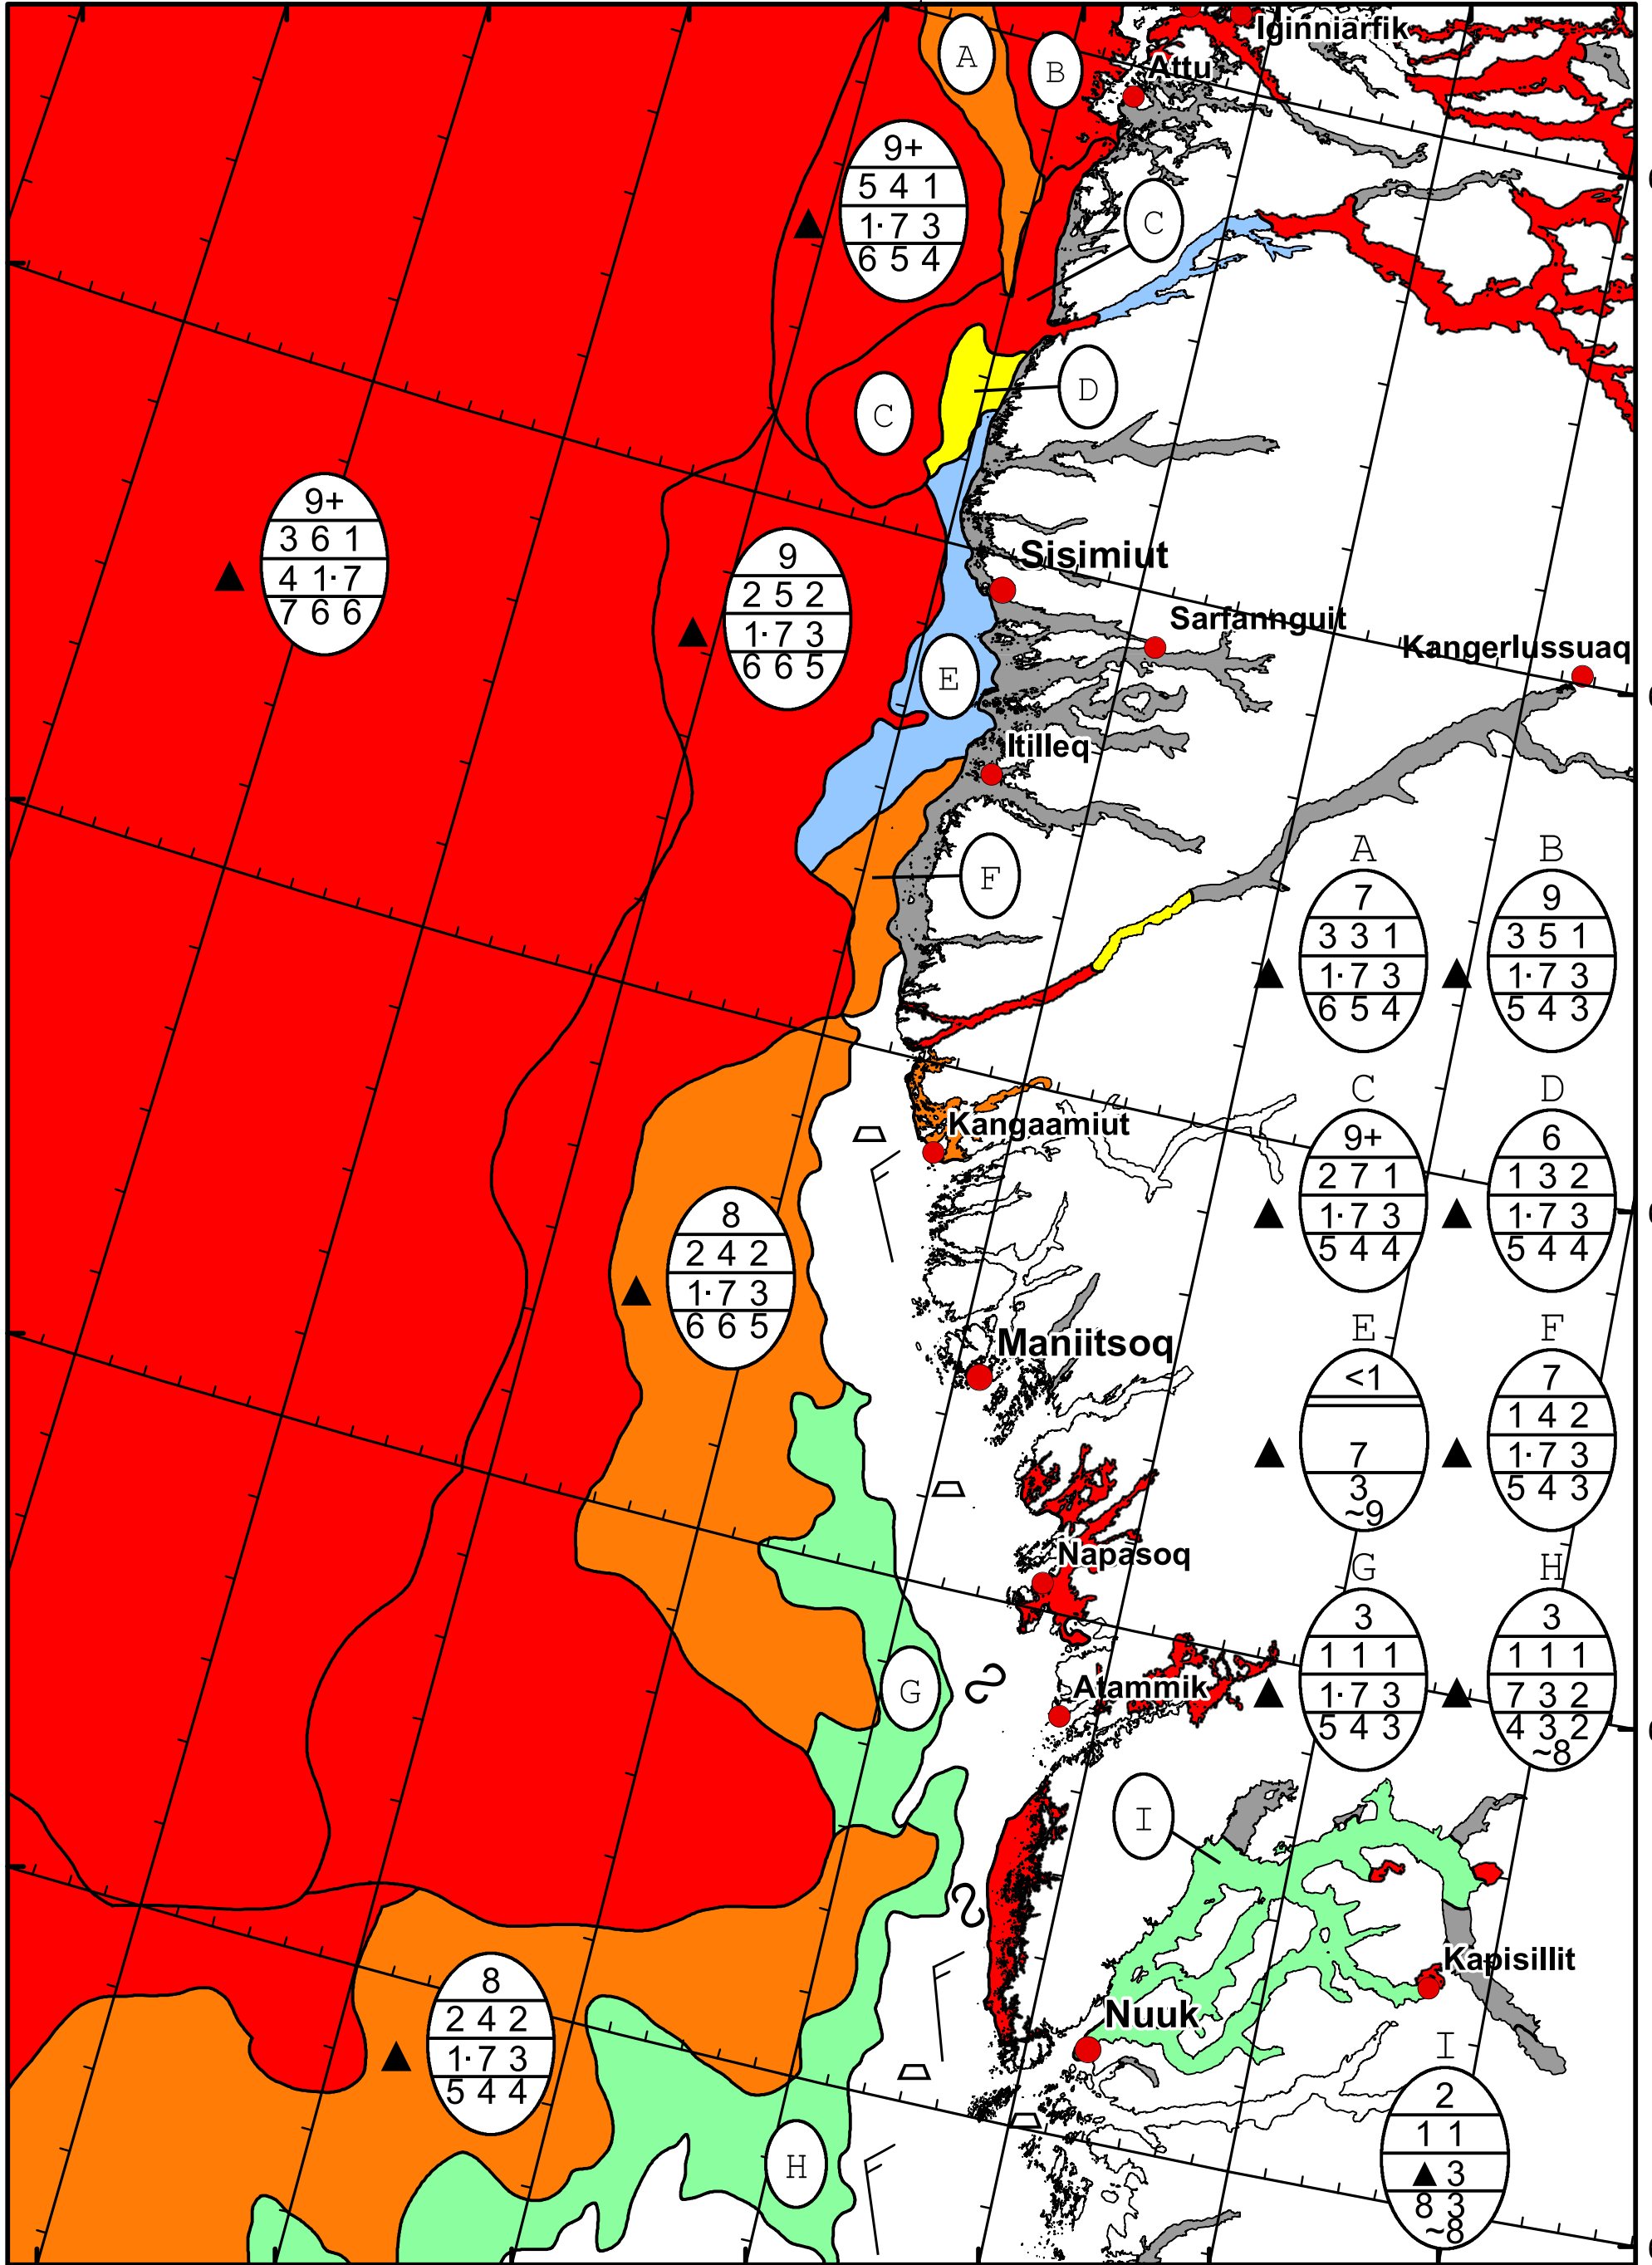 Iginniarfik
A
B
Attu
9+
5 4 1
1· 7 3
6 5 4
C
D
C
9+
3 6 1
4 1· 7
7 6 6
9
2 5 2
1· 7 3
6 6 5
Sisimiut
Sarfannguit
Kangerlussuaq
E
Itilleq
F
A
7
3 3 1
1· 7 3
6 5 4
B
9
3 5 1
1· 7 3
5 4 3
Kangaamiut
C
9+
2 7 1
1· 7 3
5 4 4
D
6
1 3 2
1· 7 3
5 4 4
8
2 4 2
1· 7 3
6 6 5
Maniitsoq
E
<1
7
3
~9
F
7
1 4 2
1· 7 3
5 4 3
Napasoq
G
3
1 1 1
1· 7 3
5 4 3
H
3
1 1 1
7 3 2
4 3 2
~8
G
Atammik
I
Kapisillit
Nuuk
8
2 4 2
1· 7 3
5 4 4
H
I
2
1 1
▲ 3
8 3
~8